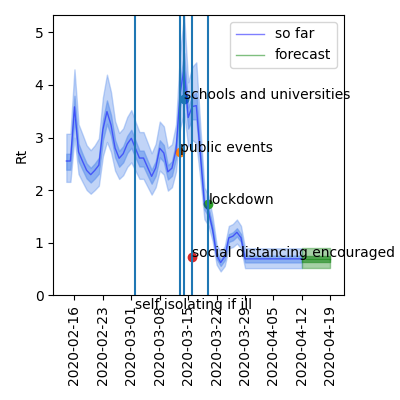 so far
forecast
5
4
3
2
1
0
Rt
schools and universities
public events
lockdown
social distancing encouraged
self isolating if ill
2020-02-16
2020-02-23
2020-03-01
2020-03-08
2020-03-15
2020-03-22
2020-03-29
2020-04-05
2020-04-12
2020-04-19